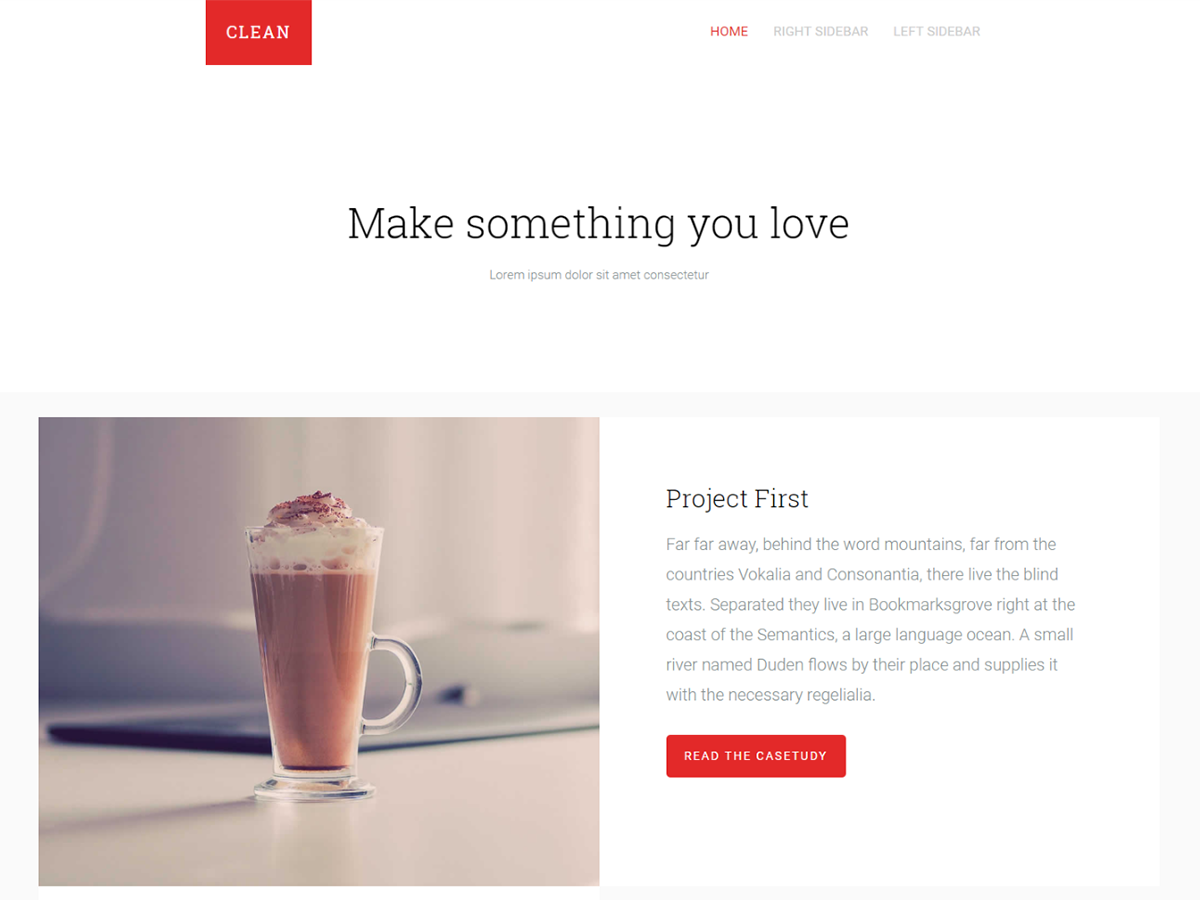 CLEAN
HOME RIGHT SIDEBAR LEFT SIDEBAR
Make something you love
Lorem ipsum dolor sit amet consectetur
Project First
Far far away, behind the word mountains, far from the
countries Vokalia and Consonantia, there live the blind
texts. Separated they live in Bookmarksgrove right at the
coast of the Semantics, a large language ocean. A small
river named Duden flows by their place and supplies it
with the necessary regelialia.
READ THE CASETUDY